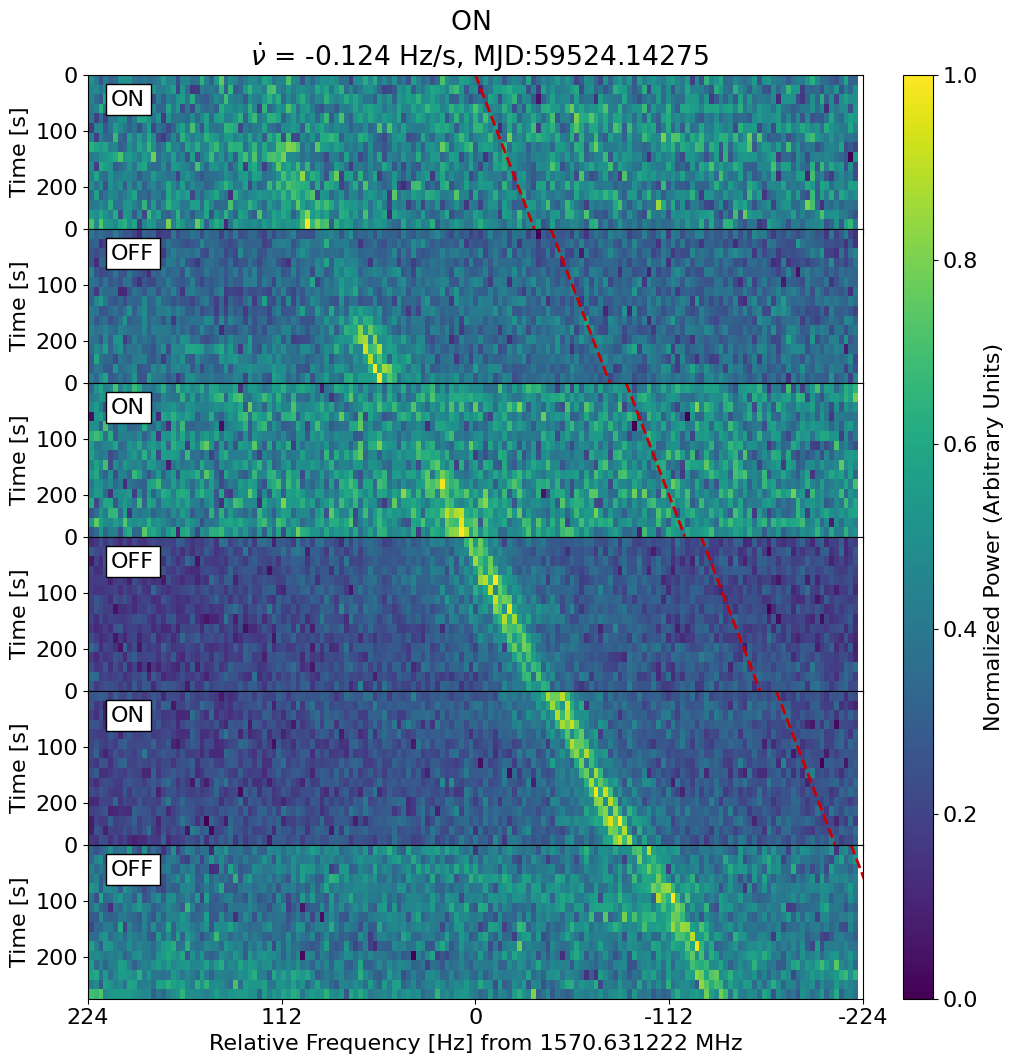 ON
ν̇ = -0.124 Hz/s, MJD:59524.14275
0
100
200
Time [s]
ON
0
100
200
Time [s]
OFF
0
100
200
Time [s]
ON
0
100
200
Time [s]
OFF
0
100
200
Time [s]
ON
0
100
200
Time [s]
OFF
224
112
0
-112
-224
Relative Frequency [Hz] from 1570.631222 MHz
1.0
0.8
0.6
0.4
0.2
0.0
Normalized Power (Arbitrary Units)